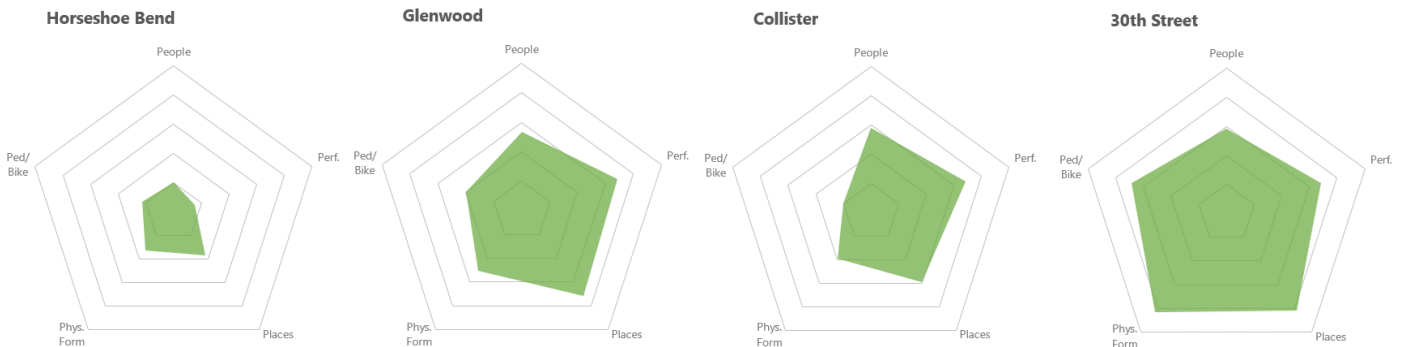 Horseshoe Bend
People
Ped/
Bike
Perf.
Phys.
Form
Places
Glenwood
People
Ped/
Bike
Perf.
Phys.
Form
Places
Collister
People
Ped/
Bike
Perf.
Phys.
Form
Places
30th Street
People
Ped/
Bike
Perf.
Phys.
Form
Places